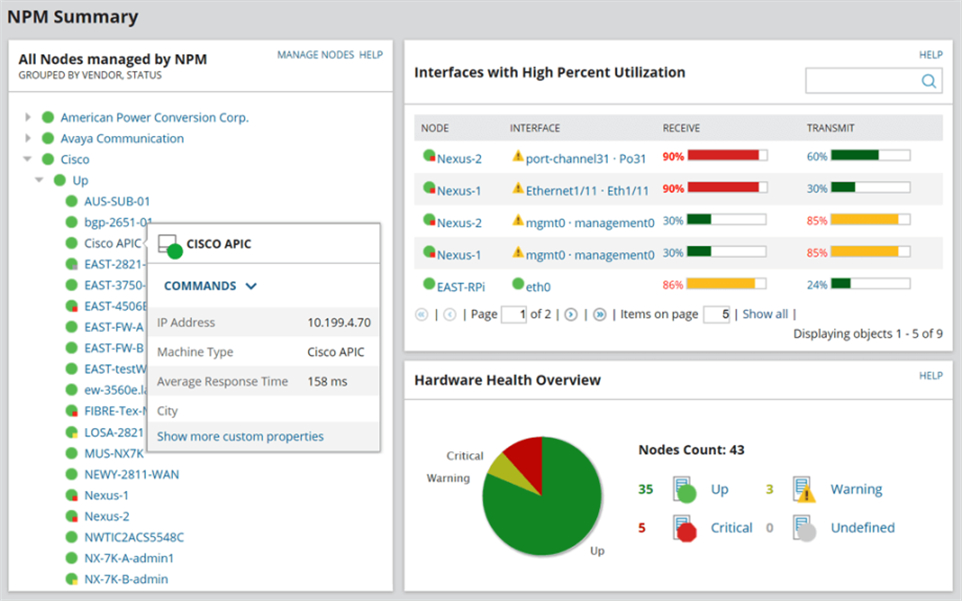 NPM Summary
All Nodes managed by NPM
MANAGE NODES HELP
GROUPED BY VENDOR, STATUS
American Power Conversion Corp.
Avaya Communication
Cisco
Up
AUS-SUB-01
bgp-2651-01
Cisco APIC
EAST-2821-
EAST-3750-
EAST-4506E
EAST-FW-A
EAST-FW-B
EAST-testW
ew-3560e.la
FIBRE-Tex-M
LOSA-2821
MUS-NX7K
NEWY-2811-WAN
Nexus-1
Nexus-2
NWTIC2ACS5548C
NX-7K-A-admin1
NX-7K-B-admin
CISCO APIC
COMMANDS
IP Address 10.199.4.70
Machine Type Cisco APIC
Average Response Time 158 ms
City
Show more custom properties
HELP
Interfaces with High Percent Utilization
NODE INTERFACE RECEIVE TRANSMIT
Nexus-2 port-channel31 · Po31 90% 60%
Nexus-1 Ethernet1/11 · Eth1/11 90% 30%
Nexus-2 mgmt0 · management0 30% 85%
Nexus-1 mgmt0 · management0 30% 85%
EAST-RPi eth0 86% 24%
| | Page 1 of 2 | | | Items on page 5 | Show all |
Displaying objects 1 - 5 of 9
Hardware Health Overview
HELP
Critical
Warning
Up
Nodes Count: 43
35 Up 3 Warning
5 Critical 0 Undefined